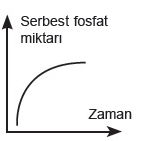 Serbest fosfat
miktarı
Zaman